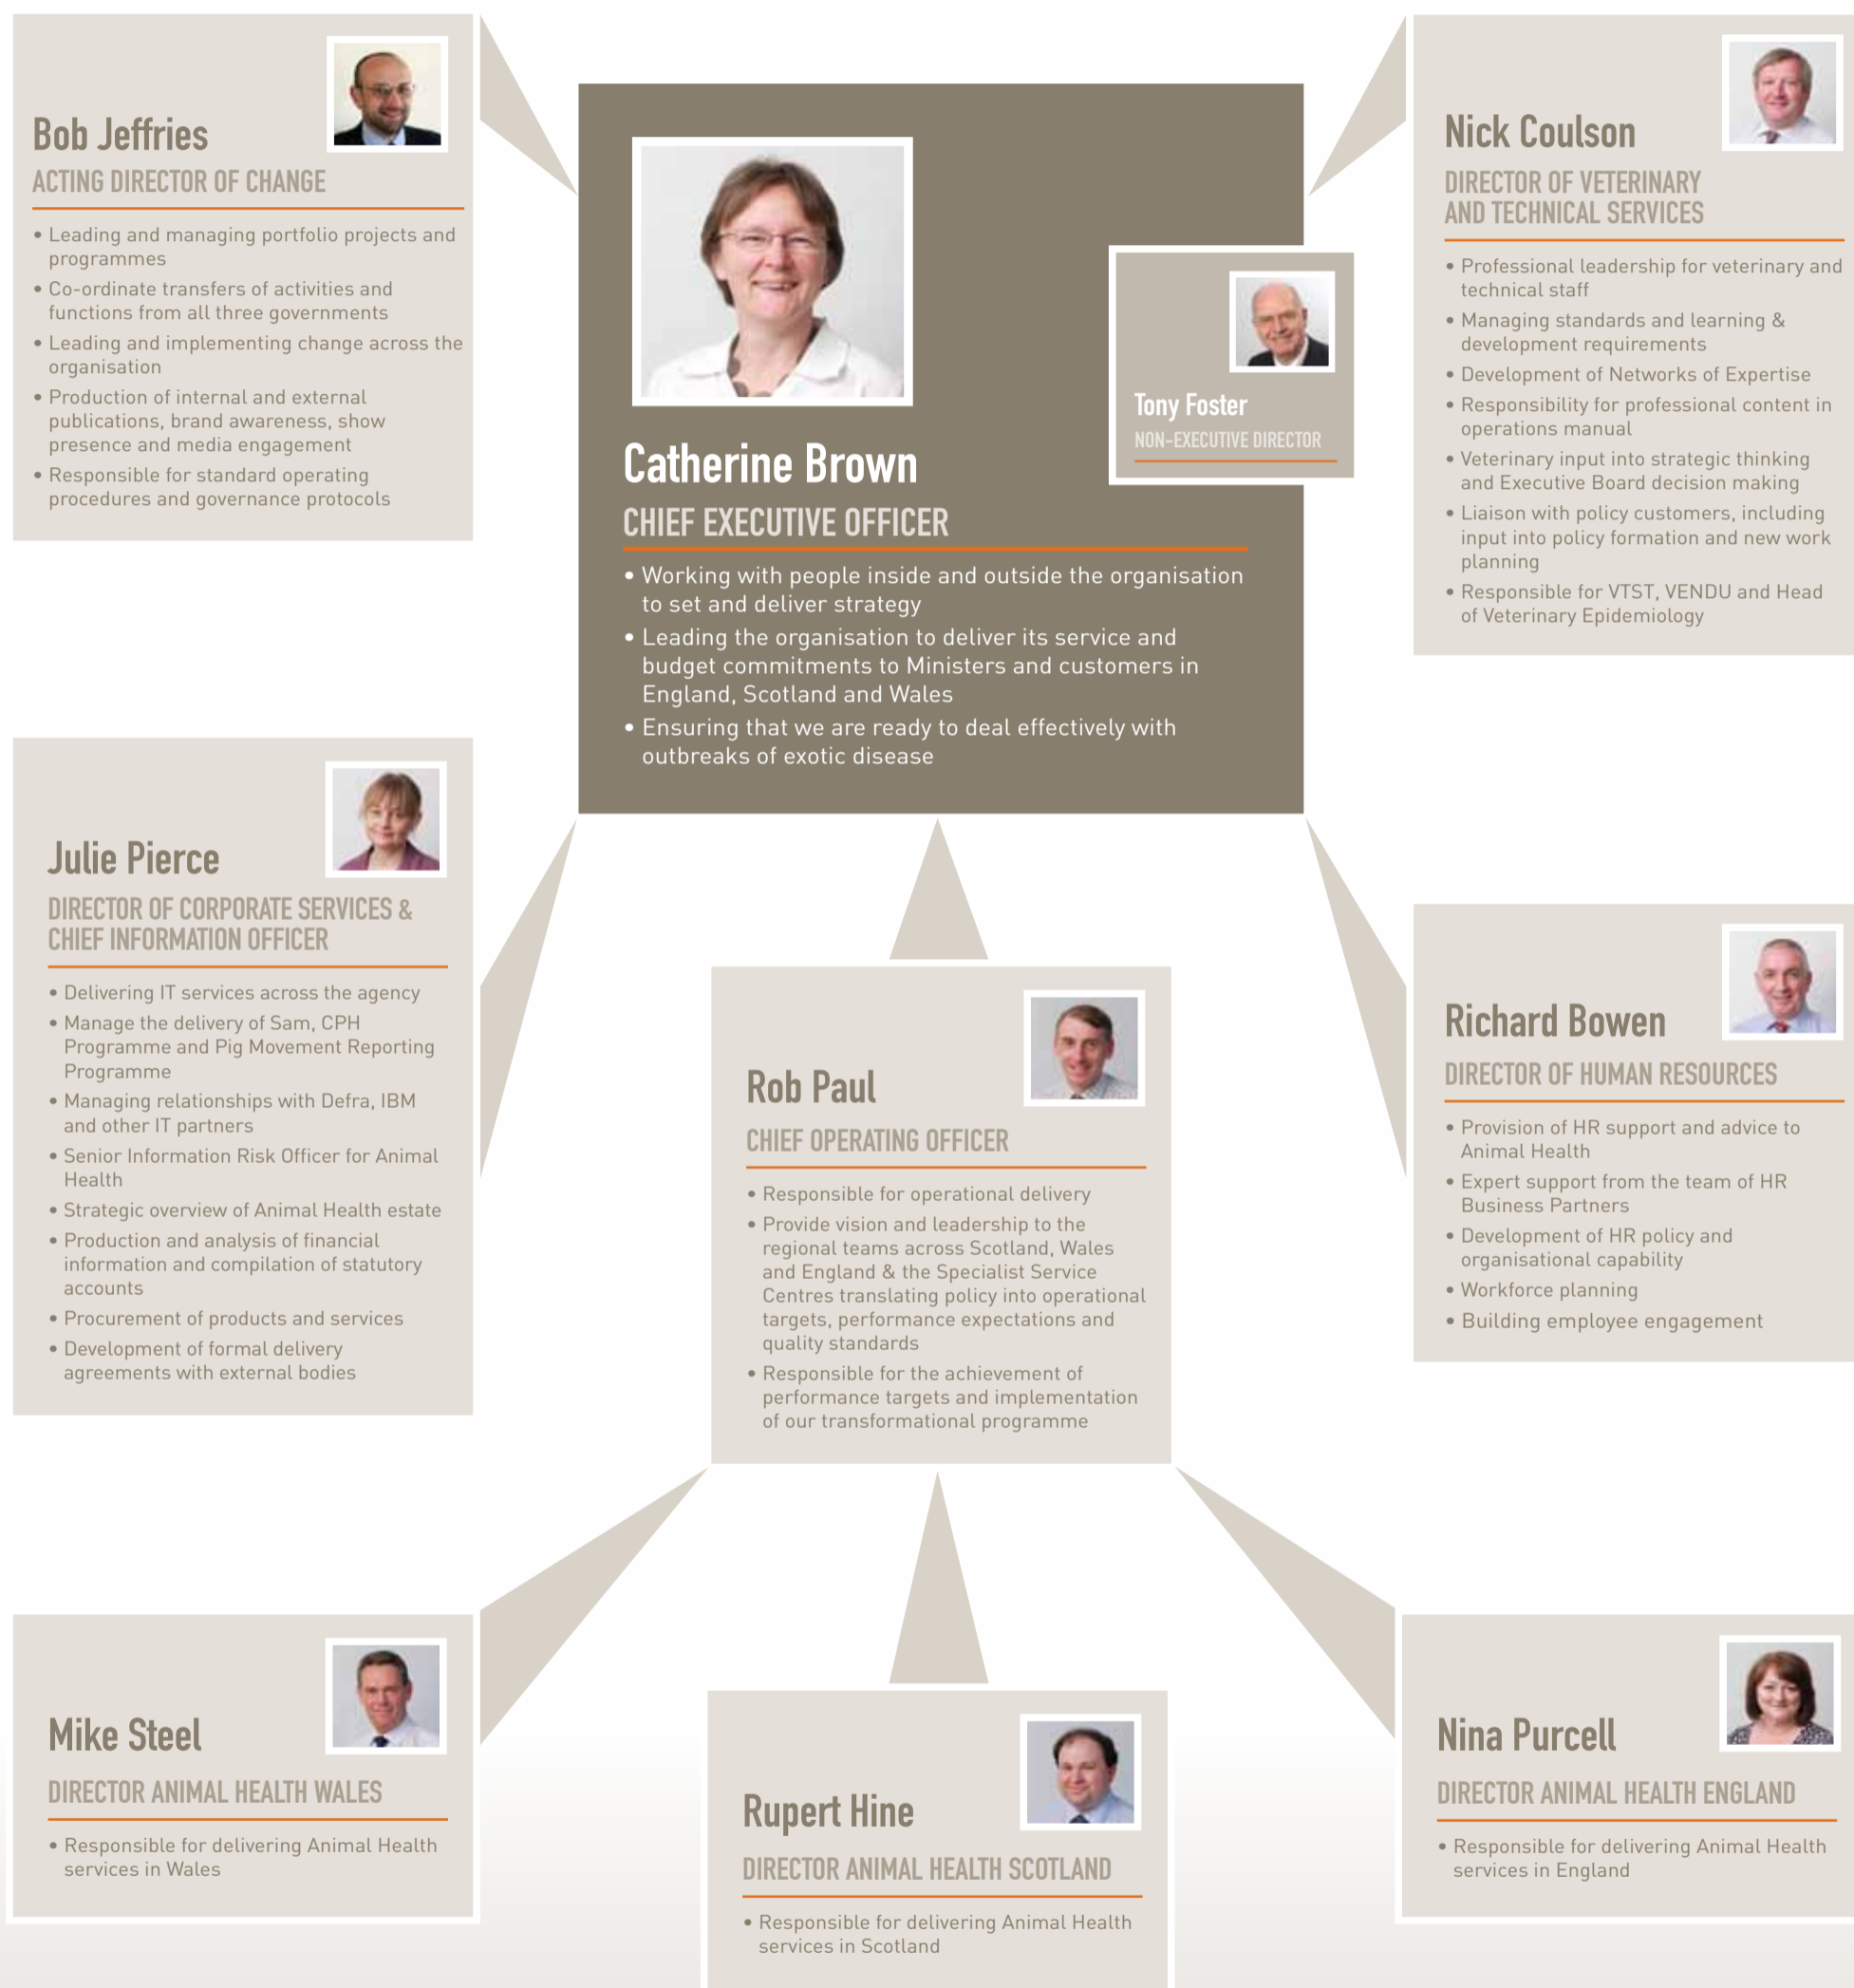 Bob Jeffries
ACTING DIRECTOR OF CHANGE
• Leading and managing portfolio projects and
programmes
• Co-ordinate transfers of activities and
functions from all three governments
• Leading and implementing change across the
organisation
• Production of internal and external
publications, brand awareness, show
presence and media engagement
• Responsible for standard operating
procedures and governance protocols
Catherine Brown
CHIEF EXECUTIVE OFFICER
• Working with people inside and outside the organisation
to set and deliver strategy
• Leading the organisation to deliver its service and
budget commitments to Ministers and customers in
England, Scotland and Wales
• Ensuring that we are ready to deal effectively with
outbreaks of exotic disease
Tony Foster
NON-EXECUTIVE DIRECTOR
Nick Coulson
DIRECTOR OF VETERINARY
AND TECHNICAL SERVICES
• Professional leadership for veterinary and
technical staff
• Managing standards and learning &
development requirements
• Development of Networks of Expertise
• Responsibility for professional content in
operations manual
• Veterinary input into strategic thinking
and Executive Board decision making
• Liaison with policy customers, including
input into policy formation and new work
planning
• Responsible for VTST, VENDU and Head
of Veterinary Epidemiology
Julie Pierce
DIRECTOR OF CORPORATE SERVICES &
CHIEF INFORMATION OFFICER
• Delivering IT services across the agency
• Manage the delivery of Sam, CPH
Programme and Pig Movement Reporting
Programme
• Managing relationships with Defra, IBM
and other IT partners
• Senior Information Risk Officer for Animal
Health
• Strategic overview of Animal Health estate
• Production and analysis of financial
information and compilation of statutory
accounts
• Procurement of products and services
• Development of formal delivery
agreements with external bodies
Rob Paul
CHIEF OPERATING OFFICER
• Responsible for operational delivery
• Provide vision and leadership to the
regional teams across Scotland, Wales
and England & the Specialist Service
Centres translating policy into operational
targets, performance expectations and
quality standards
• Responsible for the achievement of
performance targets and implementation
of our transformational programme
Richard Bowen
DIRECTOR OF HUMAN RESOURCES
• Provision of HR support and advice to
Animal Health
• Expert support from the team of HR
Business Partners
• Development of HR policy and
organisational capability
• Workforce planning
• Building employee engagement
Mike Steel
DIRECTOR ANIMAL HEALTH WALES
• Responsible for delivering Animal Health
services in Wales
Rupert Hine
DIRECTOR ANIMAL HEALTH SCOTLAND
• Responsible for delivering Animal Health
services in Scotland
Nina Purcell
DIRECTOR ANIMAL HEALTH ENGLAND
• Responsible for delivering Animal Health
services in England